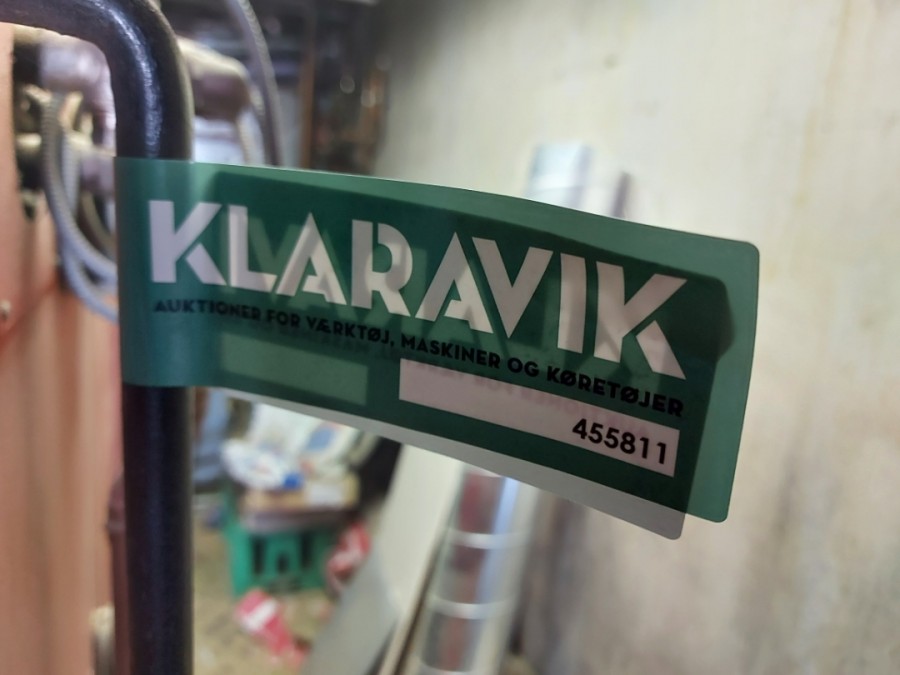 KLARAVIK
AUKTIONER FOR VÆRKTØJ, MASKINER OG KØRETØJER
455811